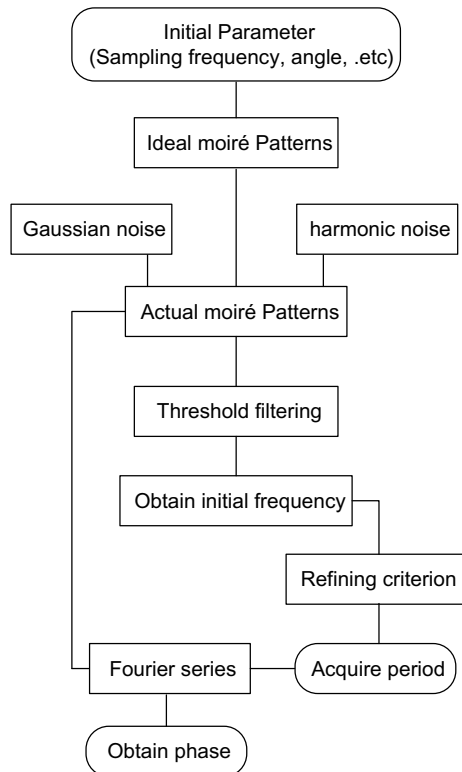 Initial Parameter
(Sampling frequency, angle, .etc)
Ideal moiré Patterns
Gaussian noise
harmonic noise
Actual moiré Patterns
Threshold filtering
Obtain initial frequency
Refining criterion
Fourier series
Acquire period
Obtain phase